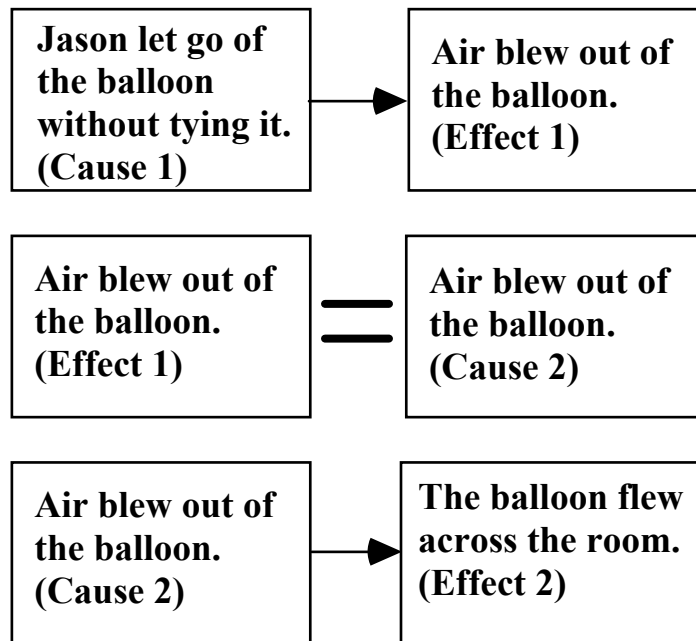 Jason let go of
the balloon
without tying it.
(Cause 1)
Air blew out of
the balloon.
(Effect 1)
Air blew out of
the balloon.
(Effect 1)
Air blew out of
the balloon.
(Cause 2)
Air blew out of
the balloon.
(Cause 2)
The balloon flew
across the room.
(Effect 2)